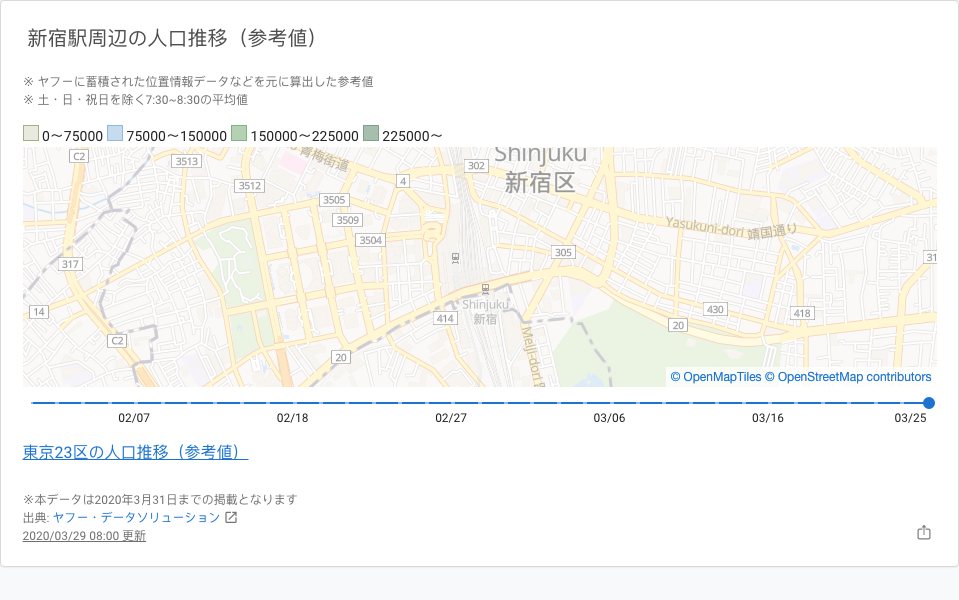 新宿駅周辺の人口推移（参考値）
※ ヤフーに蓄積された位置情報データなどを元に算出した参考値
※ 土・日・祝日を除く7:30~8:30の平均値
0～75000 75000～150000 150000～225000 225000～
C2
3513
青梅街道
302
Shinjuku
新宿区
3512
4
3505
3509
3504
Yasukuni-dori 靖国通り
305
31
317
14
Shinjuku
新宿
414
430
418
20
C2
20
Meiji-dori
© OpenMapTiles © OpenStreetMap contributors
02/07 02/18 02/27 03/06 03/16 03/25
東京23区の人口推移（参考値）
※本データは2020年3月31日までの掲載となります
出典: ヤフー・データソリューション
2020/03/29 08:00 更新